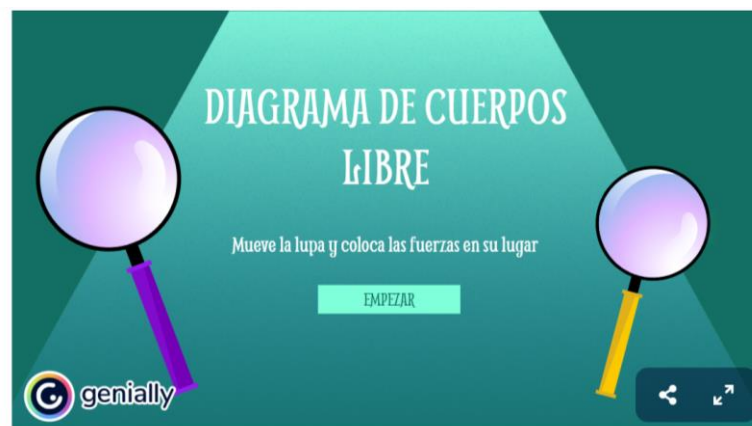 DIAGRAMA DE CUERPOS
LIBRE
Mueve la lupa y coloca las fuerzas en su lugar
EMPEZAR
genially